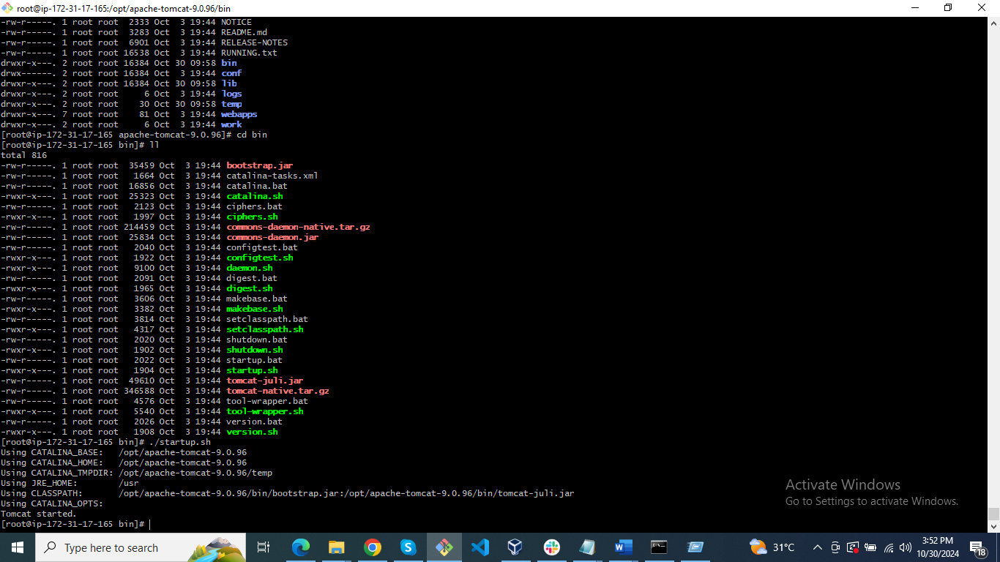 root@ip-172-31-17-165:/opt/apache-tomcat-9.0.96/bin
-rw-r-----. 1 root root  2333 Oct  3 19:44 NOTICE
-rw-r-----. 1 root root  3283 Oct  3 19:44 README.md
-rw-r-----. 1 root root  6901 Oct  3 19:44 RELEASE-NOTES
-rw-r-----. 1 root root 16538 Oct  3 19:44 RUNNING.txt
drwxr-x---. 2 root root 16384 Oct 30 09:58 bin
drwx------. 2 root root 16384 Oct  3 19:44 conf
drwxr-x---. 2 root root 16384 Oct 30 09:58 lib
drwxr-x---. 2 root root     6 Oct  3 19:44 logs
drwxr-x---. 2 root root    30 Oct 30 09:58 temp
drwxr-x---. 7 root root    81 Oct  3 19:44 webapps
drwxr-x---. 2 root root     6 Oct  3 19:44 work
[root@ip-172-31-17-165 apache-tomcat-9.0.96]# cd bin
[root@ip-172-31-17-165 bin]# ll
total 816
-rw-r-----. 1 root root  35459 Oct  3 19:44 bootstrap.jar
-rw-r-----. 1 root root   1664 Oct  3 19:44 catalina-tasks.xml
-rw-r-----. 1 root root  16856 Oct  3 19:44 catalina.bat
-rwxr-x---. 1 root root  25323 Oct  3 19:44 catalina.sh
-rw-r-----. 1 root root   2123 Oct  3 19:44 ciphers.bat
-rwxr-x---. 1 root root   1997 Oct  3 19:44 ciphers.sh
-rw-r-----. 1 root root 214459 Oct  3 19:44 commons-daemon-native.tar.gz
-rw-r-----. 1 root root  25834 Oct  3 19:44 commons-daemon.jar
-rw-r-----. 1 root root   2040 Oct  3 19:44 configtest.bat
-rwxr-x---. 1 root root   1922 Oct  3 19:44 configtest.sh
-rwxr-x---. 1 root root   9100 Oct  3 19:44 daemon.sh
-rw-r-----. 1 root root   2091 Oct  3 19:44 digest.bat
-rwxr-x---. 1 root root   1965 Oct  3 19:44 digest.sh
-rw-r-----. 1 root root   3606 Oct  3 19:44 makebase.bat
-rwxr-x---. 1 root root   3382 Oct  3 19:44 makebase.sh
-rw-r-----. 1 root root   3814 Oct  3 19:44 setclasspath.bat
-rwxr-x---. 1 root root   4317 Oct  3 19:44 setclasspath.sh
-rw-r-----. 1 root root   2020 Oct  3 19:44 shutdown.bat
-rwxr-x---. 1 root root   1902 Oct  3 19:44 shutdown.sh
-rw-r-----. 1 root root   2022 Oct  3 19:44 startup.bat
-rwxr-x---. 1 root root   1904 Oct  3 19:44 startup.sh
-rw-r-----. 1 root root  49610 Oct  3 19:44 tomcat-juli.jar
-rw-r-----. 1 root root 346588 Oct  3 19:44 tomcat-native.tar.gz
-rw-r-----. 1 root root   4576 Oct  3 19:44 tool-wrapper.bat
-rwxr-x---. 1 root root   5540 Oct  3 19:44 tool-wrapper.sh
-rw-r-----. 1 root root   2026 Oct  3 19:44 version.bat
-rwxr-x---. 1 root root   1908 Oct  3 19:44 version.sh
[root@ip-172-31-17-165 bin]# ./startup.sh
Using CATALINA_BASE:   /opt/apache-tomcat-9.0.96
Using CATALINA_HOME:   /opt/apache-tomcat-9.0.96
Using CATALINA_TMPDIR: /opt/apache-tomcat-9.0.96/temp
Using JRE_HOME:        /usr
Using CLASSPATH:       /opt/apache-tomcat-9.0.96/bin/bootstrap.jar:/opt/apache-tomcat-9.0.96/bin/tomcat-juli.jar
Using CATALINA_OPTS:
Tomcat started.
[root@ip-172-31-17-165 bin]#
Activate Windows
Go to Settings to activate Windows.
Type here to search
31°C
3:52 PM
10/30/2024
18